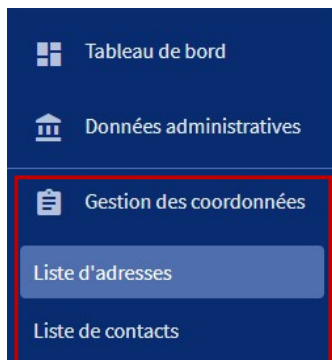 Tableau de bord
Données administratives
Gestion des coordonnées
Liste d'adresses
Liste de contacts